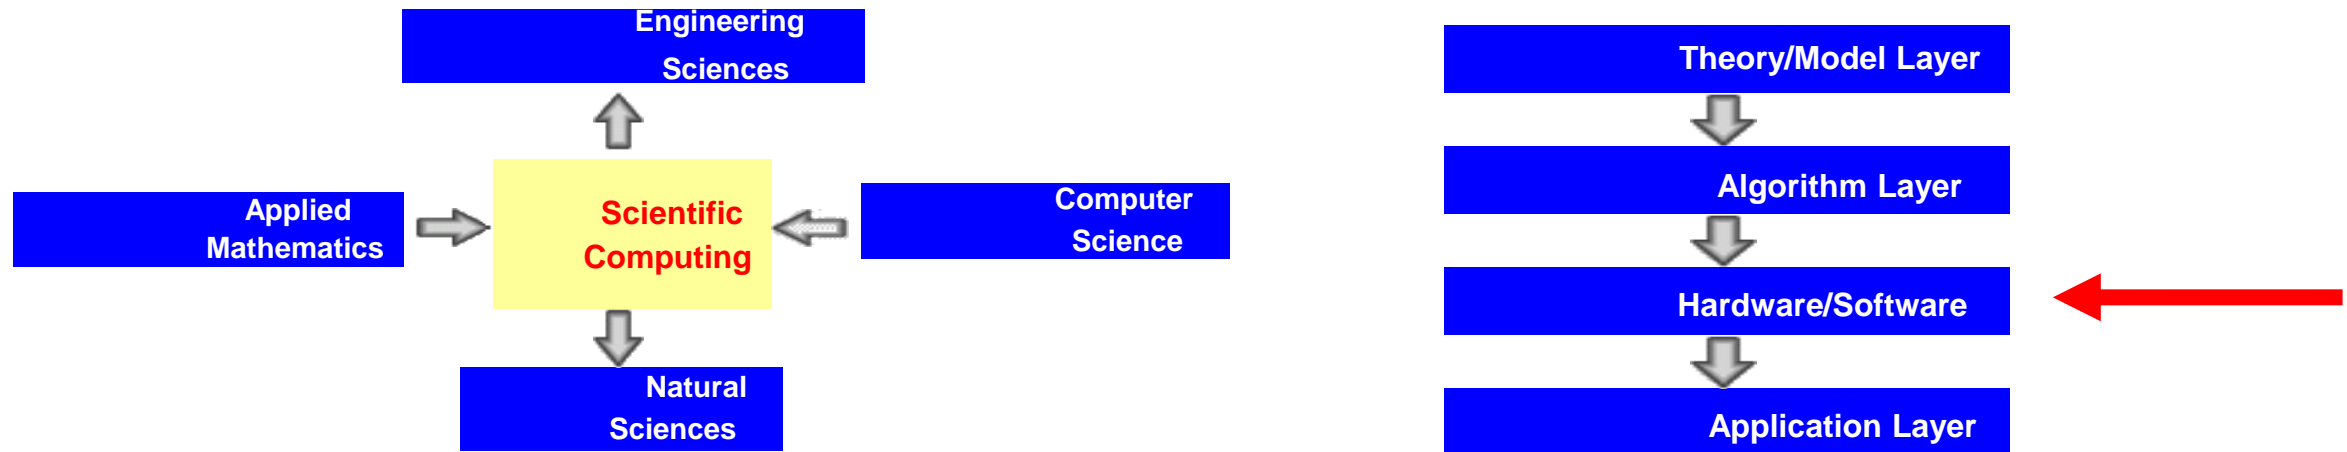 Engineering
Sciences
Applied
Mathematics
Scientific
Computing
Computer
Science
Natural
Sciences
Theory/Model Layer
Algorithm Layer
Hardware/Software
Application Layer